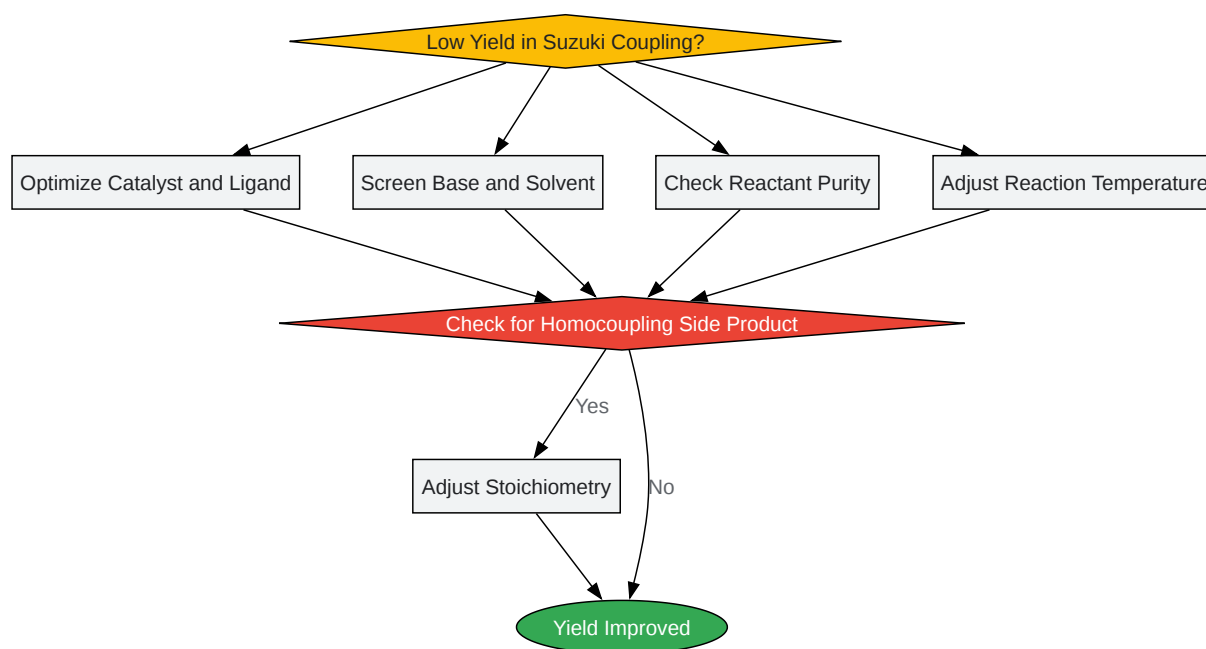 Low Yield in Suzuki Coupling?
Optimize Catalyst and Ligand
Screen Base and Solvent
Check Reactant Purity
Adjust Reaction Temperature
Check for Homocoupling Side Product
Yes
Adjust Stoichiometry
No
Yield Improved